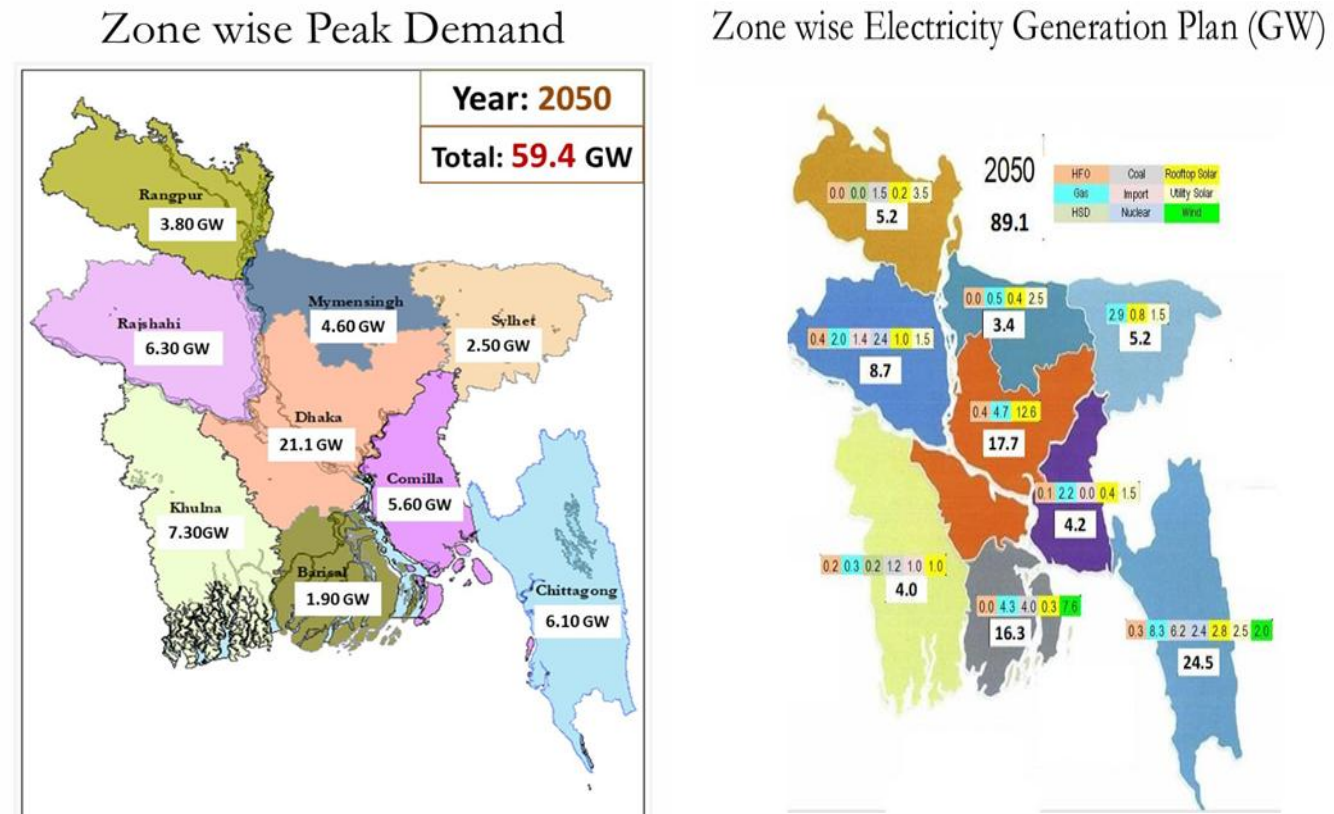 Zone wise Peak Demand
Year: 2050
Total: 59.4 GW
Rangpur
3.80 GW
Mymensingh
4.60 GW
Sylhet
2.50 GW
Rajshahi
6.30 GW
Dhaka
21.1 GW
Comilla
5.60 GW
Khulna
7.30GW
Barisal
1.90 GW
Chittagong
6.10 GW
Zone wise Electricity Generation Plan (GW)
2050
89.1
HFO Coal Rooftop Solar
Gas Import Utility Solar
HSD Nuclear Wind
0.0 0.0 1.5 0.2 3.5
5.2
0.0 0.5 0.4 2.5
3.4
2.9 0.8 1.5
5.2
0.4 2.0 1.4 2.4 1.0 1.5
8.7
0.4 4.7 12.6
17.7
0.1 2.2 0.0 0.4 1.5
4.2
0.2 0.3 0.2 1.2 1.0 1.0
4.0
0.0 4.3 4.0 0.3 7.6
16.3
0.3 8.3 6.2 2.4 2.8 2.5 2.0
24.5